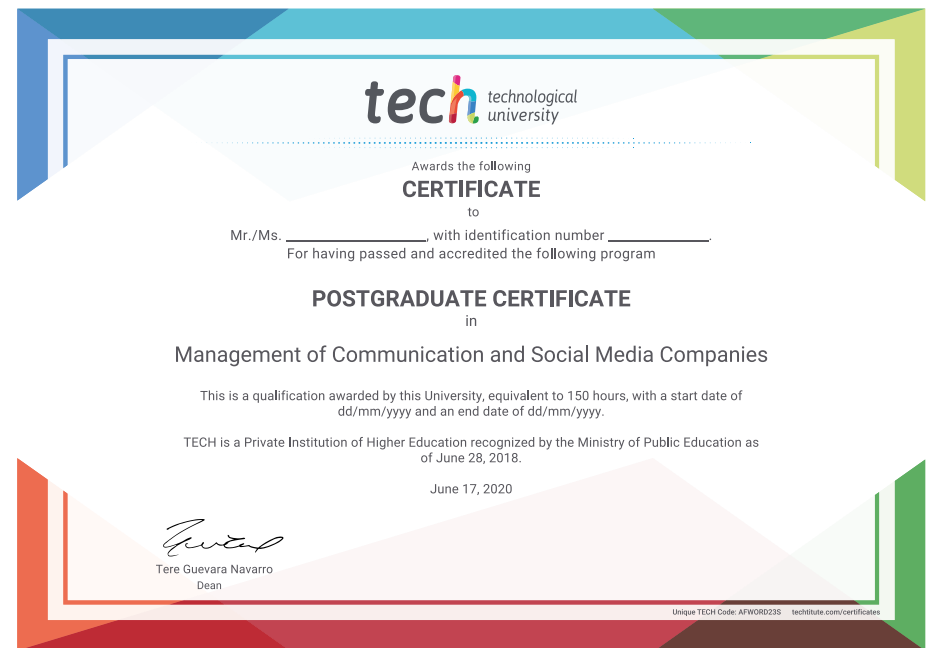 tech technological
university
Awards the following
CERTIFICATE
to
Mr./Ms. ____________________, with identification number ______________.
For having passed and accredited the following program
POSTGRADUATE CERTIFICATE
in
Management of Communication and Social Media Companies
This is a qualification awarded by this University, equivalent to 150 hours, with a start date of
dd/mm/yyyy and an end date of dd/mm/yyyy.
TECH is a Private Institution of Higher Education recognized by the Ministry of Public Education as
of June 28, 2018.
June 17, 2020
Tere Guevara Navarro
Dean
Unique TECH Code: AFWORD23S techtitute.com/certificates